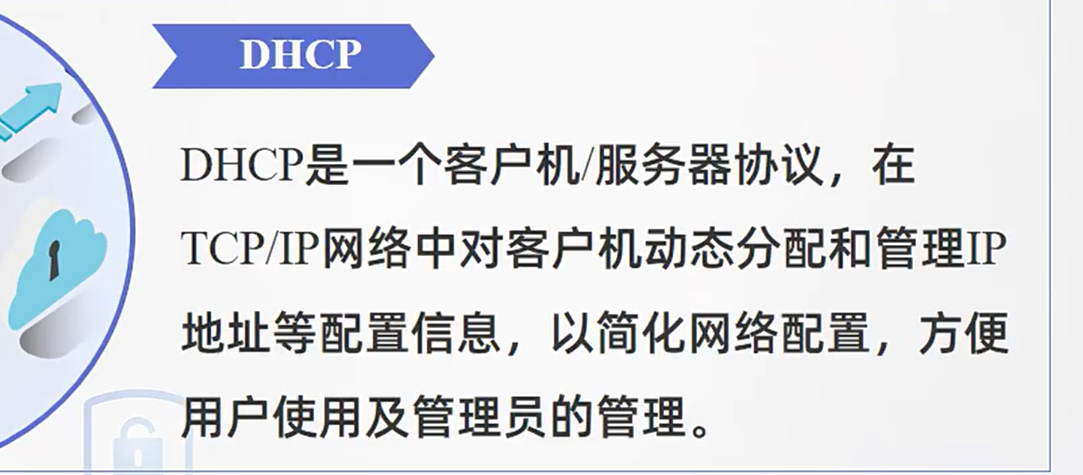 DHCP
DHCP是一个客户机/服务器协议，在
TCP/IP网络中对客户机动态分配和管理IP
地址等配置信息，以简化网络配置，方便
用户使用及管理员的管理。